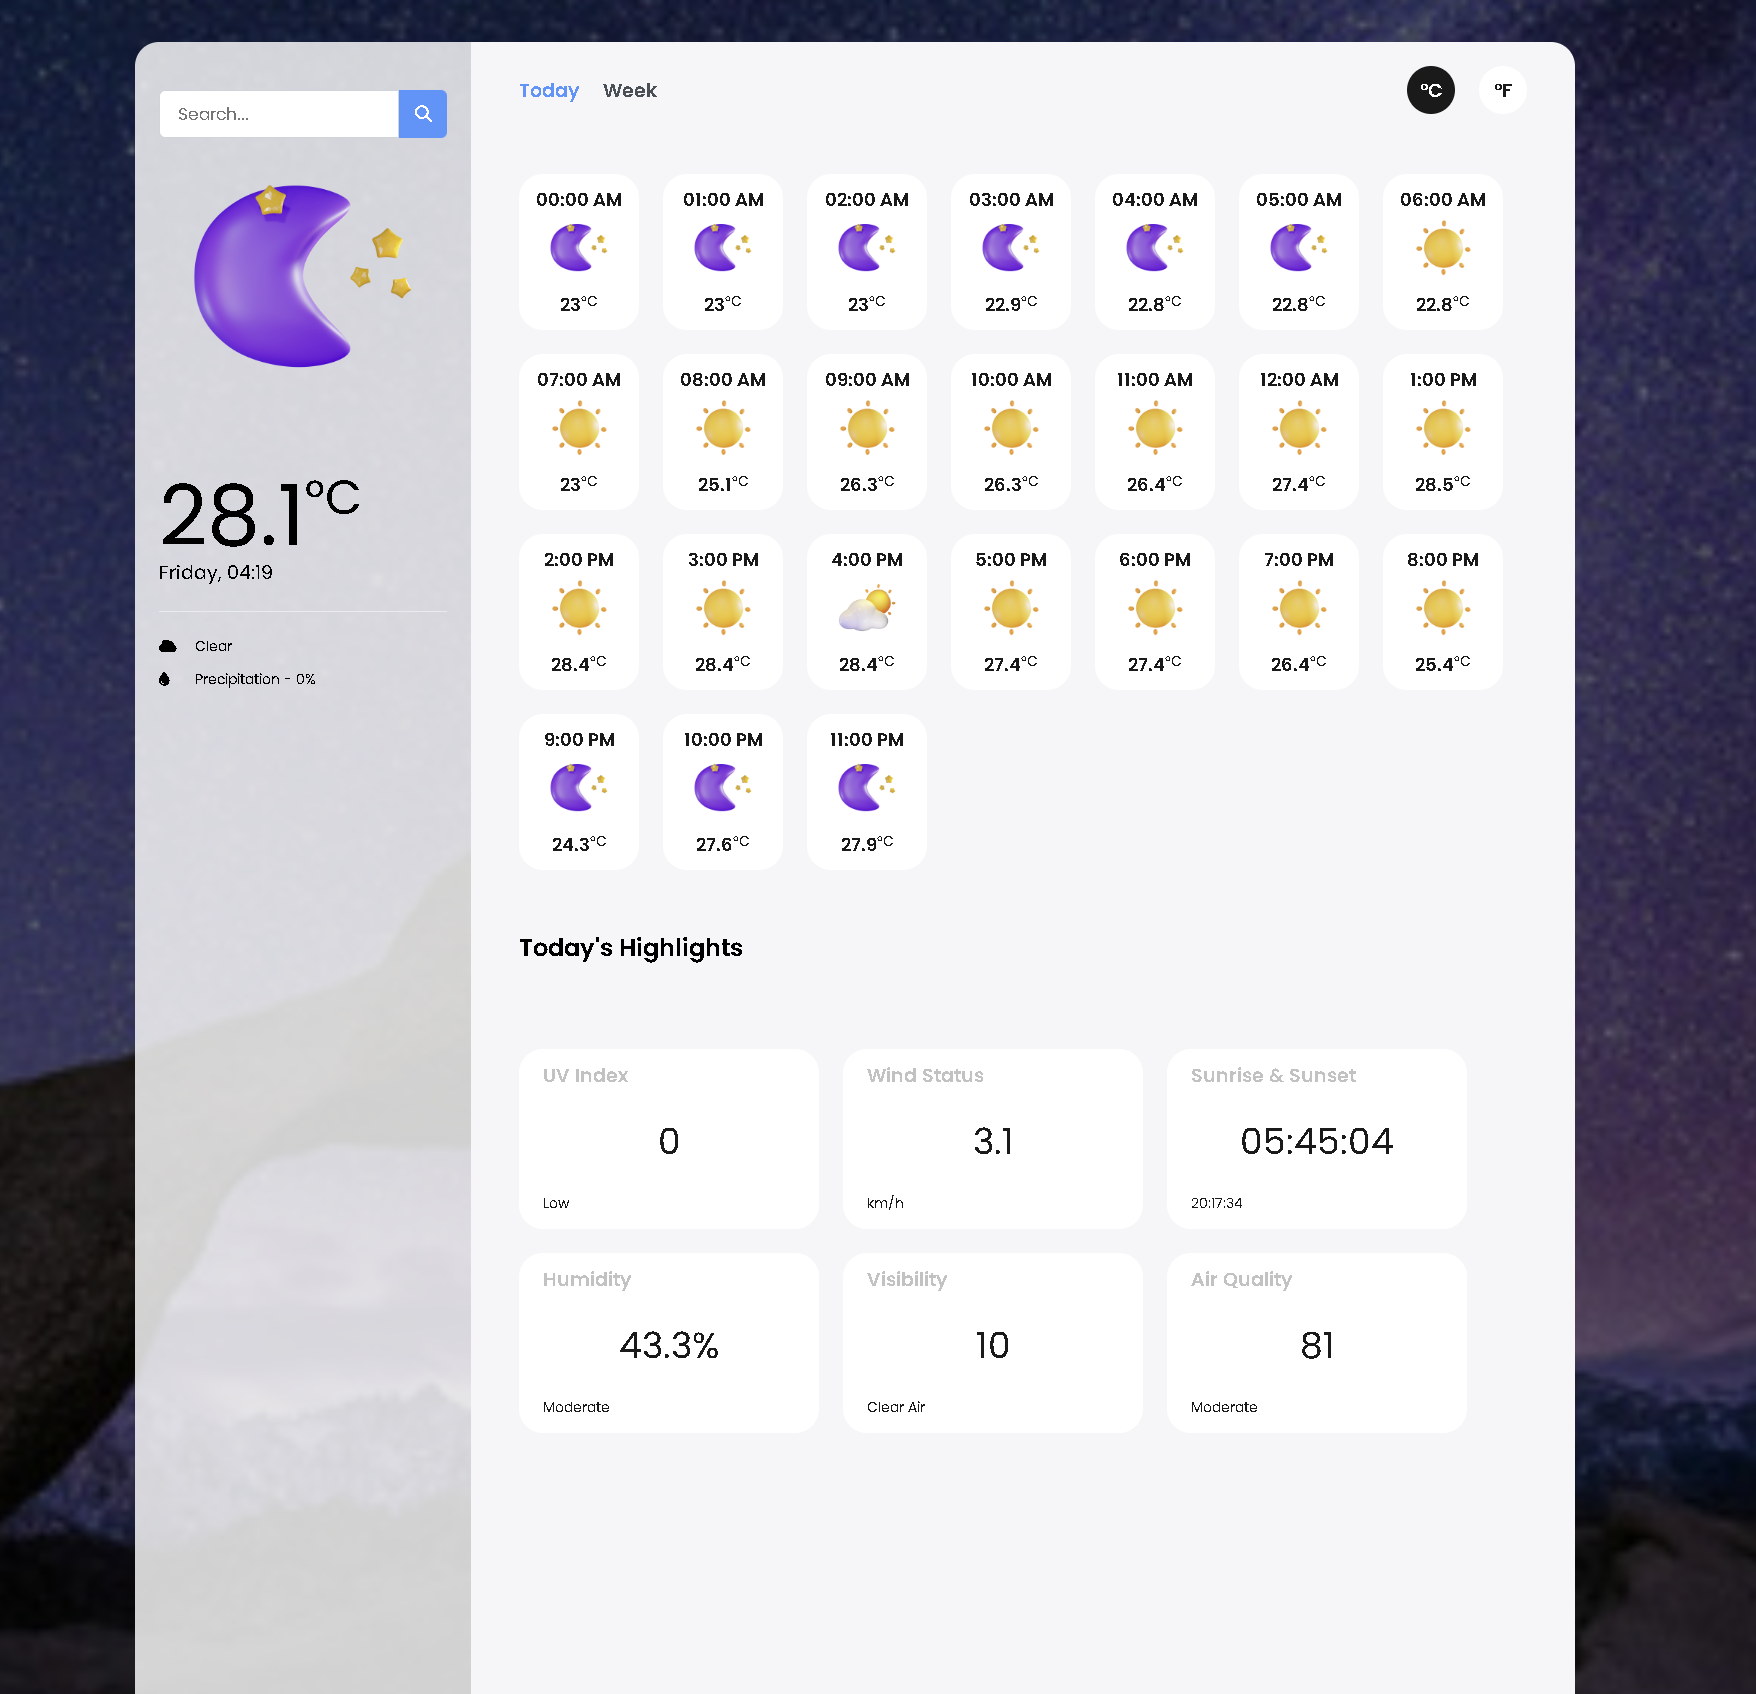 Search...
28.1°C
Friday, 04:19
Clear
Precipitation - 0%
Today Week
°C °F
00:00 AM 01:00 AM 02:00 AM 03:00 AM 04:00 AM 05:00 AM 06:00 AM
23°C 23°C 23°C 22.9°C 22.8°C 22.8°C 22.8°C
07:00 AM 08:00 AM 09:00 AM 10:00 AM 11:00 AM 12:00 AM 1:00 PM
23°C 25.1°C 26.3°C 26.3°C 26.4°C 27.4°C 28.5°C
2:00 PM 3:00 PM 4:00 PM 5:00 PM 6:00 PM 7:00 PM 8:00 PM
28.4°C 28.4°C 28.4°C 27.4°C 27.4°C 26.4°C 25.4°C
9:00 PM 10:00 PM 11:00 PM
24.3°C 27.6°C 27.9°C
Today's Highlights
UV Index
0
Low
Wind Status
3.1
km/h
Sunrise & Sunset
05:45:04
20:17:34
Humidity
43.3%
Moderate
Visibility
10
Clear Air
Air Quality
81
Moderate